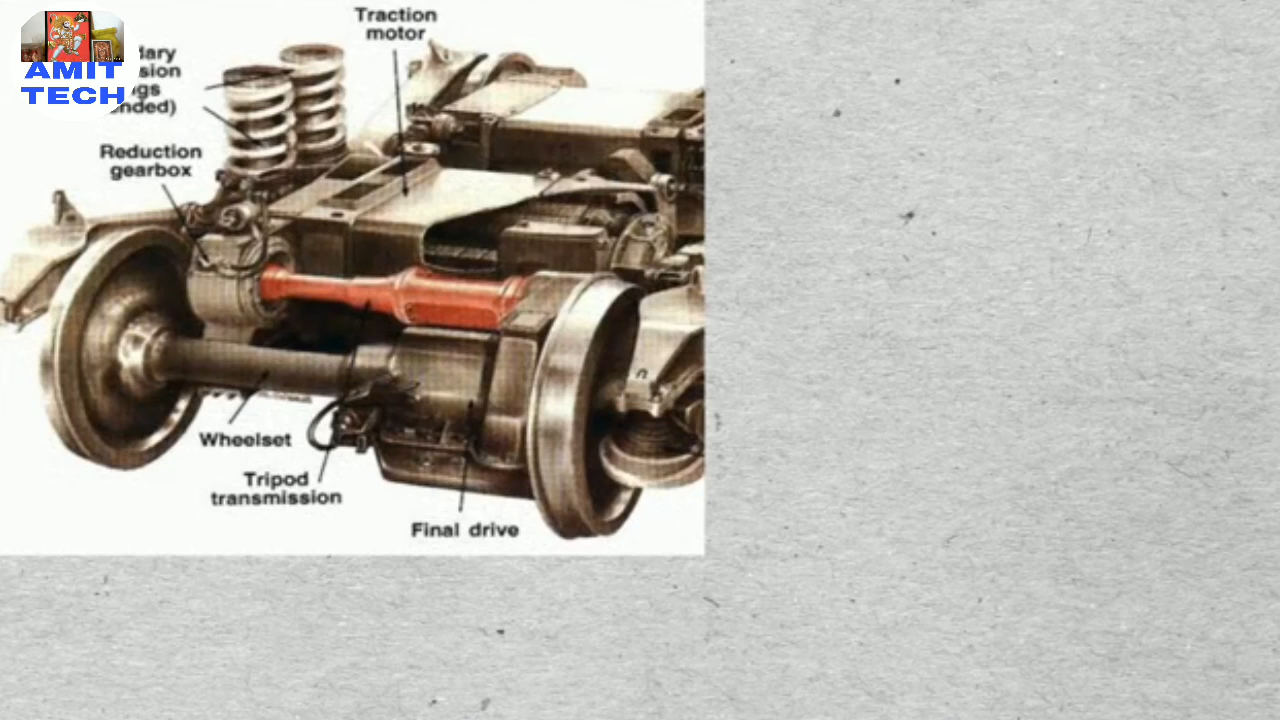 Traction
motor
AMIT
TECH
Reduction
gearbox
Wheelset
Tripod
transmission
Final drive